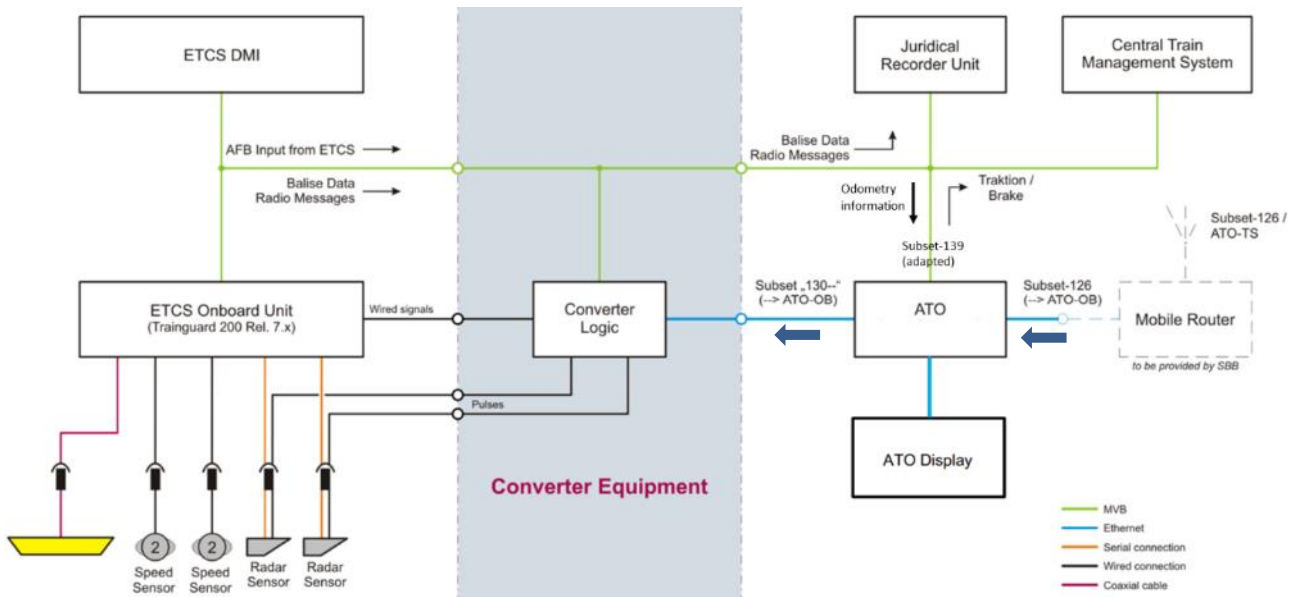 ETCS DMI
Juridical
Recorder Unit
Central Train
Management System
AFB Input from ETCS
Balise Data
Radio Messages
Balise Data
Radio Messages
Odometry
information
Traktion /
Brake
Subset-126 /
ATO-TS
Subset-139
(adapted)
ETCS Onboard Unit
(Trainguard 200 Rel. 7.x)
Wired signals
Converter
Logic
Subset „130--“
(--> ATO-OB)
ATO
Subset-126
(--> ATO-OB)
Mobile Router
to be provided by SBB
Pulses
ATO Display
Converter Equipment
2
2
Speed
Sensor
Speed
Sensor
Radar
Sensor
Radar
Sensor
MVB
Ethernet
Serial connection
Wired connection
Coaxial cable